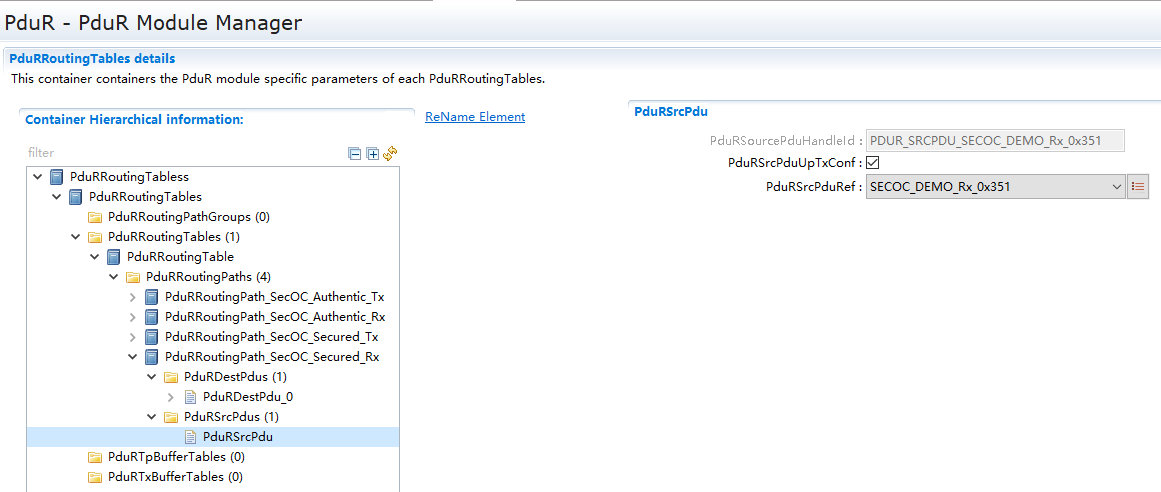 PduR - PduR Module Manager
PduRRoutingTables details
This container containers the PduR module specific parameters of each PduRRoutingTables.
Container Hierarchical information:
ReName Element
filter
PduRRoutingTabless
PduRRoutingTables
PduRRoutingPathGroups (0)
PduRRoutingTables (1)
PduRRoutingTable
PduRRoutingPaths (4)
PduRRoutingPath_SecOC_Authentic_Tx
PduRRoutingPath_SecOC_Authentic_Rx
PduRRoutingPath_SecOC_Secured_Tx
PduRRoutingPath_SecOC_Secured_Rx
PduRDestPdus (1)
PduRDestPdu_0
PduRSrcPdus (1)
PduRSrcPdu
PduRTpBufferTables (0)
PduRTxBufferTables (0)
PduRSrcPdu
PduRSourcePduHandleId : PDUR_SRCPDU_SECOC_DEMO_Rx_0x351
PduRSrcPduUpTxConf :
PduRSrcPduRef : SECOC_DEMO_Rx_0x351